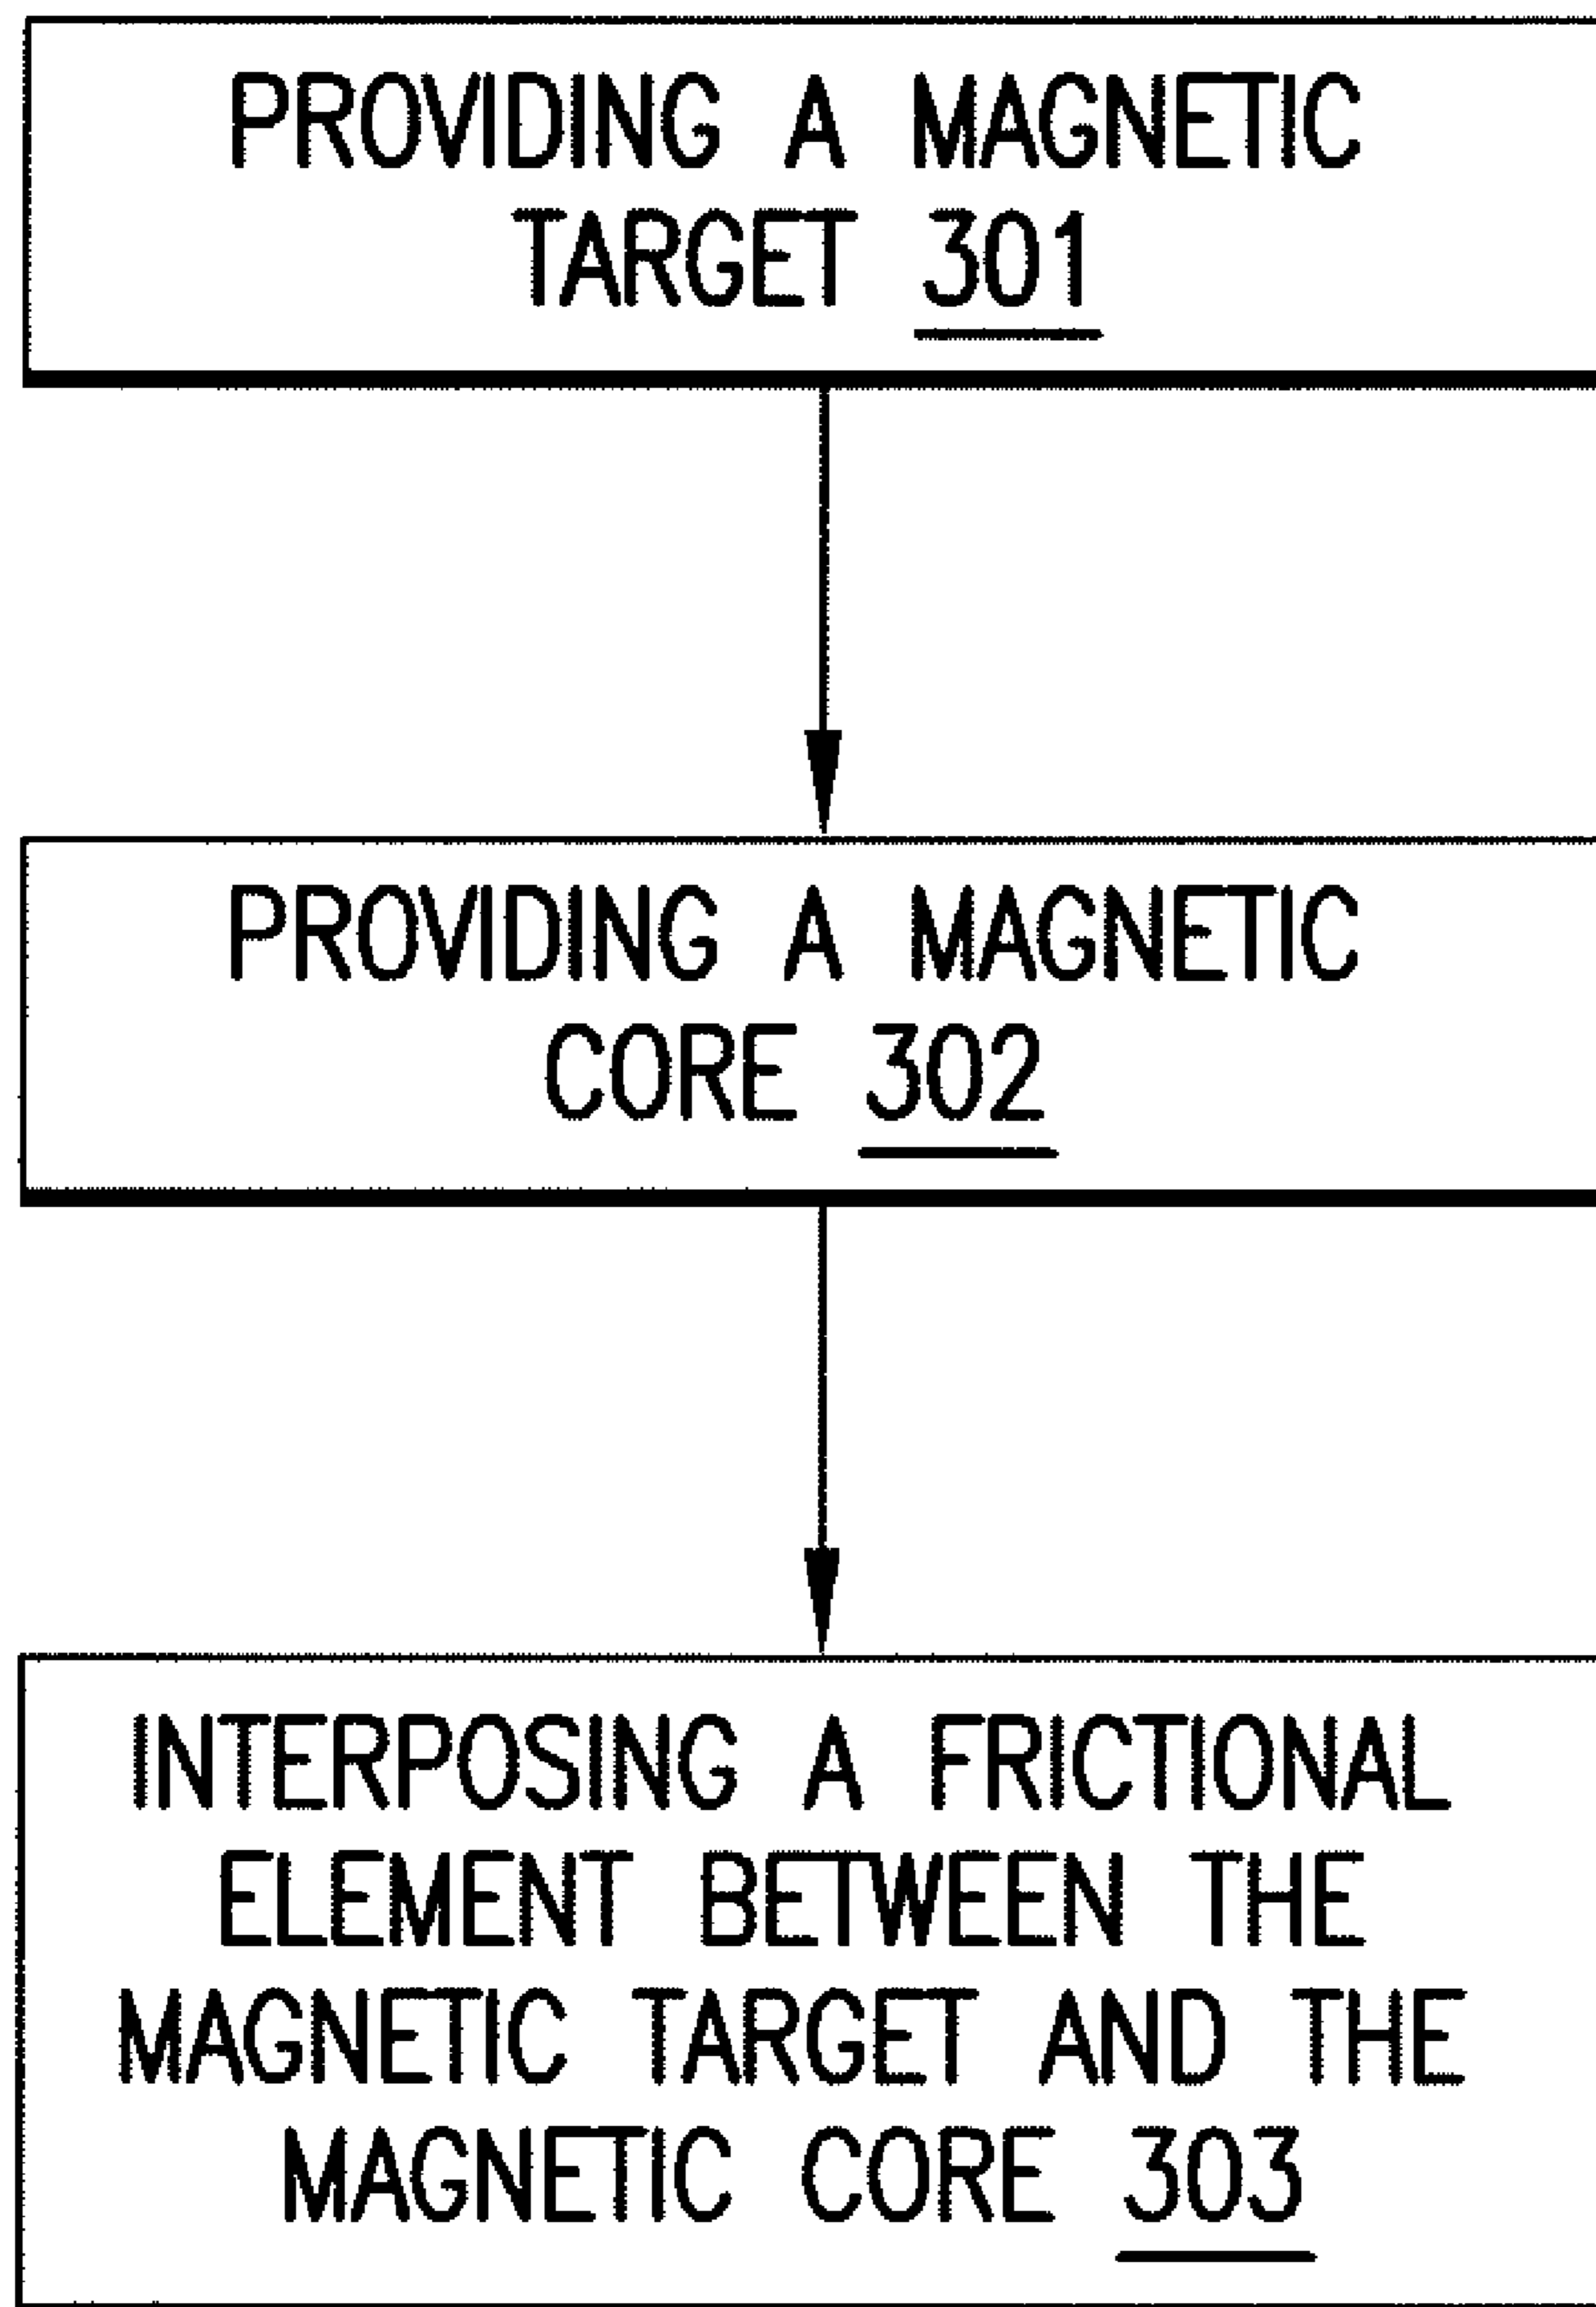 PROVIDING A MAGNETIC
TARGET 301
PROVIDING A MAGNETIC
CORE 302
INTERPOSING A FRICTIONAL
ELEMENT BETWEEN THE
MAGNETIC TARGET AND THE
MAGNETIC CORE 303